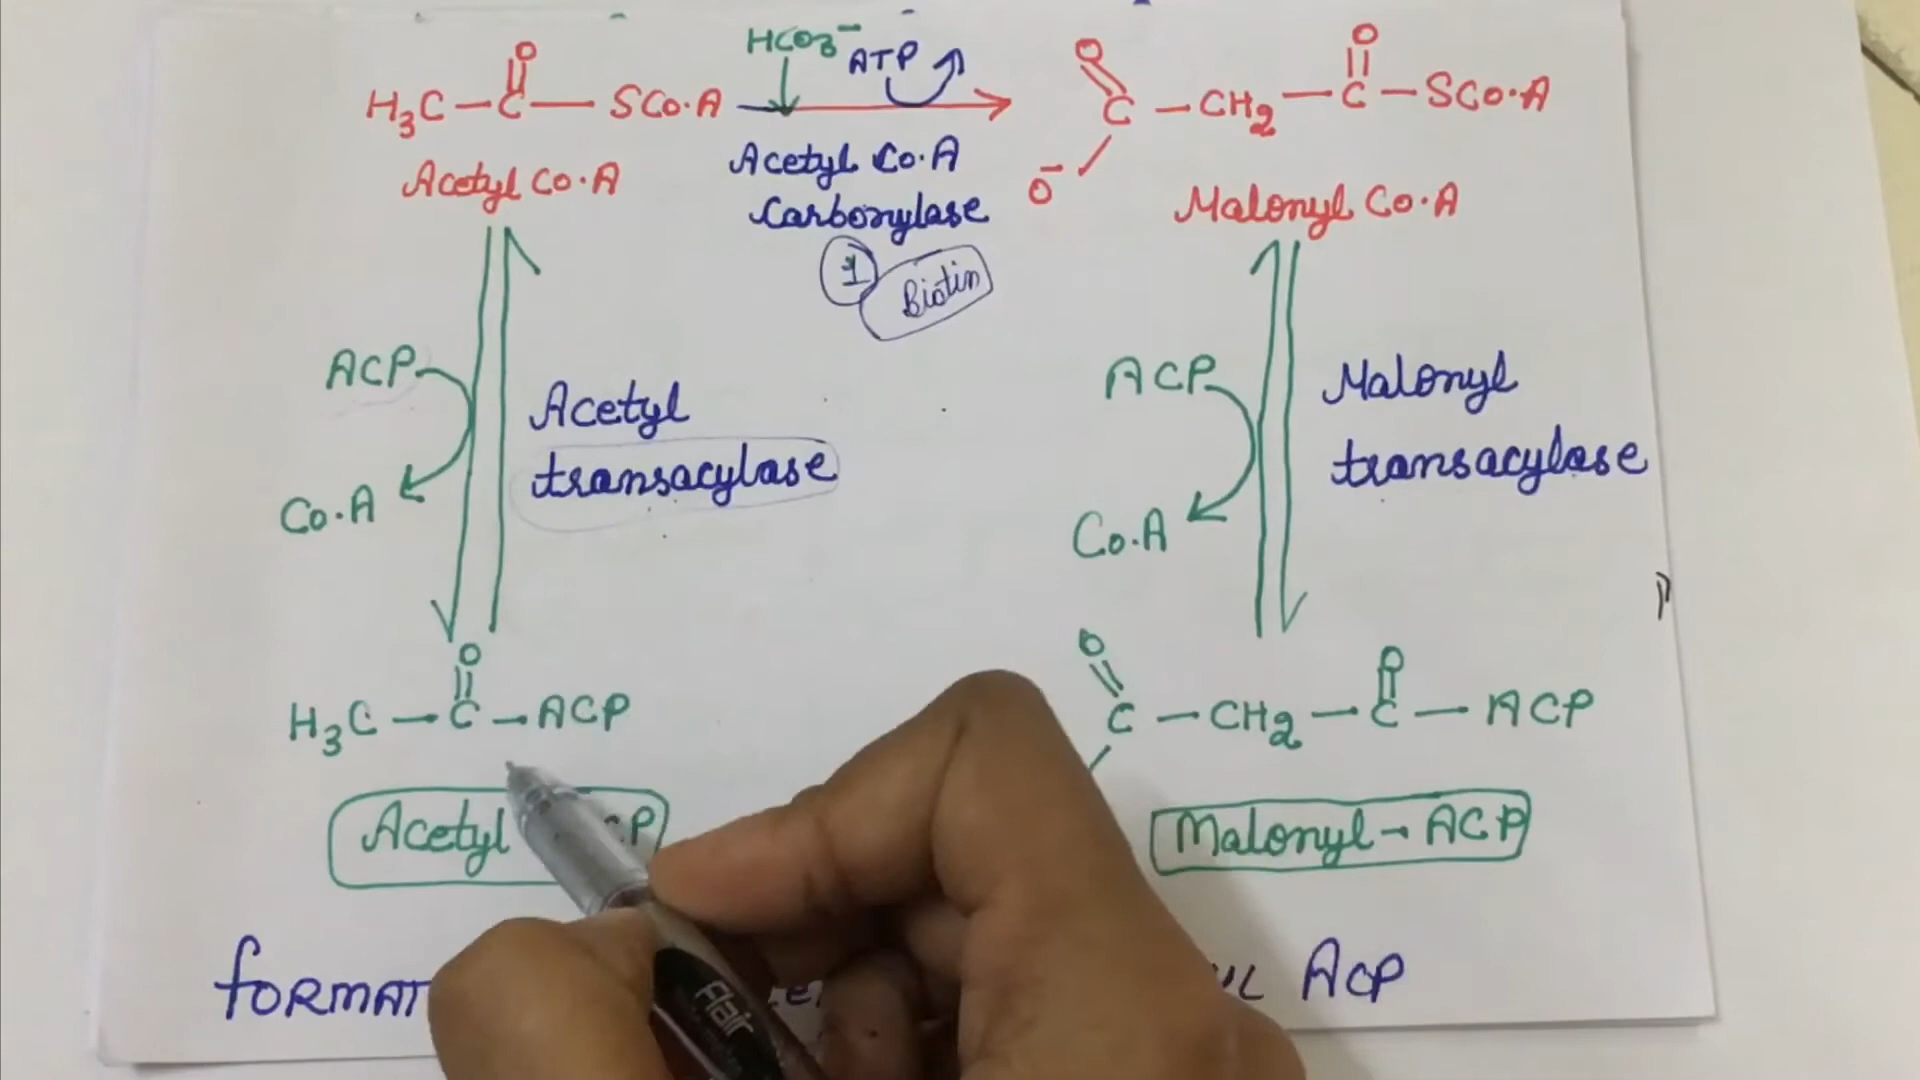 O O
HCO3⁻ ATP
H3C — C — SCo.A
O⁻
C — CH2 — C — SCo.A
Acetyl Co.A
Acetyl Co.A
Carboxylase
Malonyl Co.A
1 Biotin
ACP
Co.A
Acetyl
transacylase
ACP
Co.A
Malonyl
transacylase
O
H3C — C — ACP
O O
C — CH2 — C — ACP
Acetyl
Malonyl - ACP
ACP
Flair